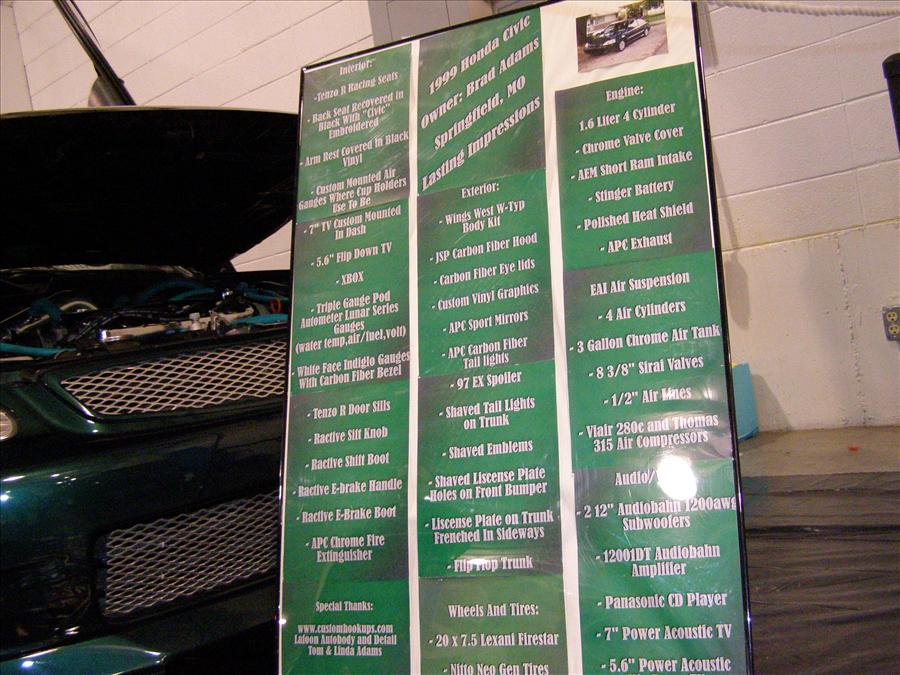 Interior:
-Tenzo R Racing Seats
- Back Seat Recovered in
Black With "Civic"
Embroidered
- Arm Rest Covered in Black
Vinyl
- Custom Mounted Air
Gauges Where Cup Holders
Use To Be
- 7" TV Custom Mounted
In Dash
- 5.6" Flip Down TV
- XBOX
- Triple Gauge Pod
Autometer Lunar Series
Gauges
(water temp,air/fuel,volt)
- White Face Indiglo Gauges
With Carbon Fiber Bezel
- Tenzo R Door Sills
- Ractive Sift Knob
- Ractive Shift Boot
- Ractive E-brake Handle
- Ractive E-Brake Boot
- APC Chrome Fire
Extinguisher
Special Thanks:
www.customhookups.com
Lafoon Autobody and Detail
Tom & Linda Adams
1999 Honda Civic
owner: Brad Adams
Springfield, MO
Lasting Impressions
Exterior:
- Wings West W-Typ
Body Kit
- JSP Carbon Fiber Hood
- Carbon Fiber Eye lids
- Custom Vinyl Graphics
- APC Sport Mirrors
- APC Carbon Fiber
Tail lights
- 97 EX Spoiler
- Shaved Tail Lights
on Trunk
- Shaved Emblems
- Shaved Liscense Plate
Holes on Front Bumper
- Liscense Plate on Trunk
Frenched In Sideways
- Flip Flop Trunk
Wheels And Tires:
- 20 x 7.5 Lexani Firestar
- Nitto Neo Gen Tires
Engine:
1.6 Liter 4 Cylinder
- Chrome Valve Cover
- AEM Short Ram Intake
- Stinger Battery
- Polished Heat Shield
- APC Exhaust
EAI Air Suspension
- 4 Air Cylinders
- 3 Gallon Chrome Air Tank
- 8 3/8" Sirai Valves
- 1/2" Air Lines
- Viair 280c and Thomas
315 Air Compressors
Audio/
- 2 12" Audiobahn 1200awg
Subwoofers
- 12001DT Audiobahn
Amplifier
- Panasonic CD Player
- 7" Power Acoustic TV
- 5.6" Power Acoustic